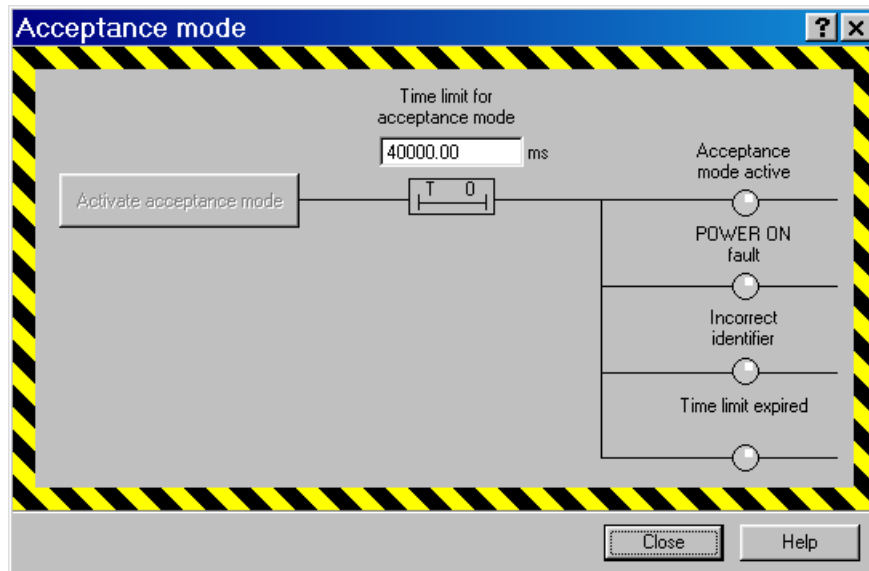 Acceptance mode
Time limit for
acceptance mode
40000.00 ms
Activate acceptance mode
T 0
Acceptance
mode active
POWER ON
fault
Incorrect
identifier
Time limit expired
Close Help